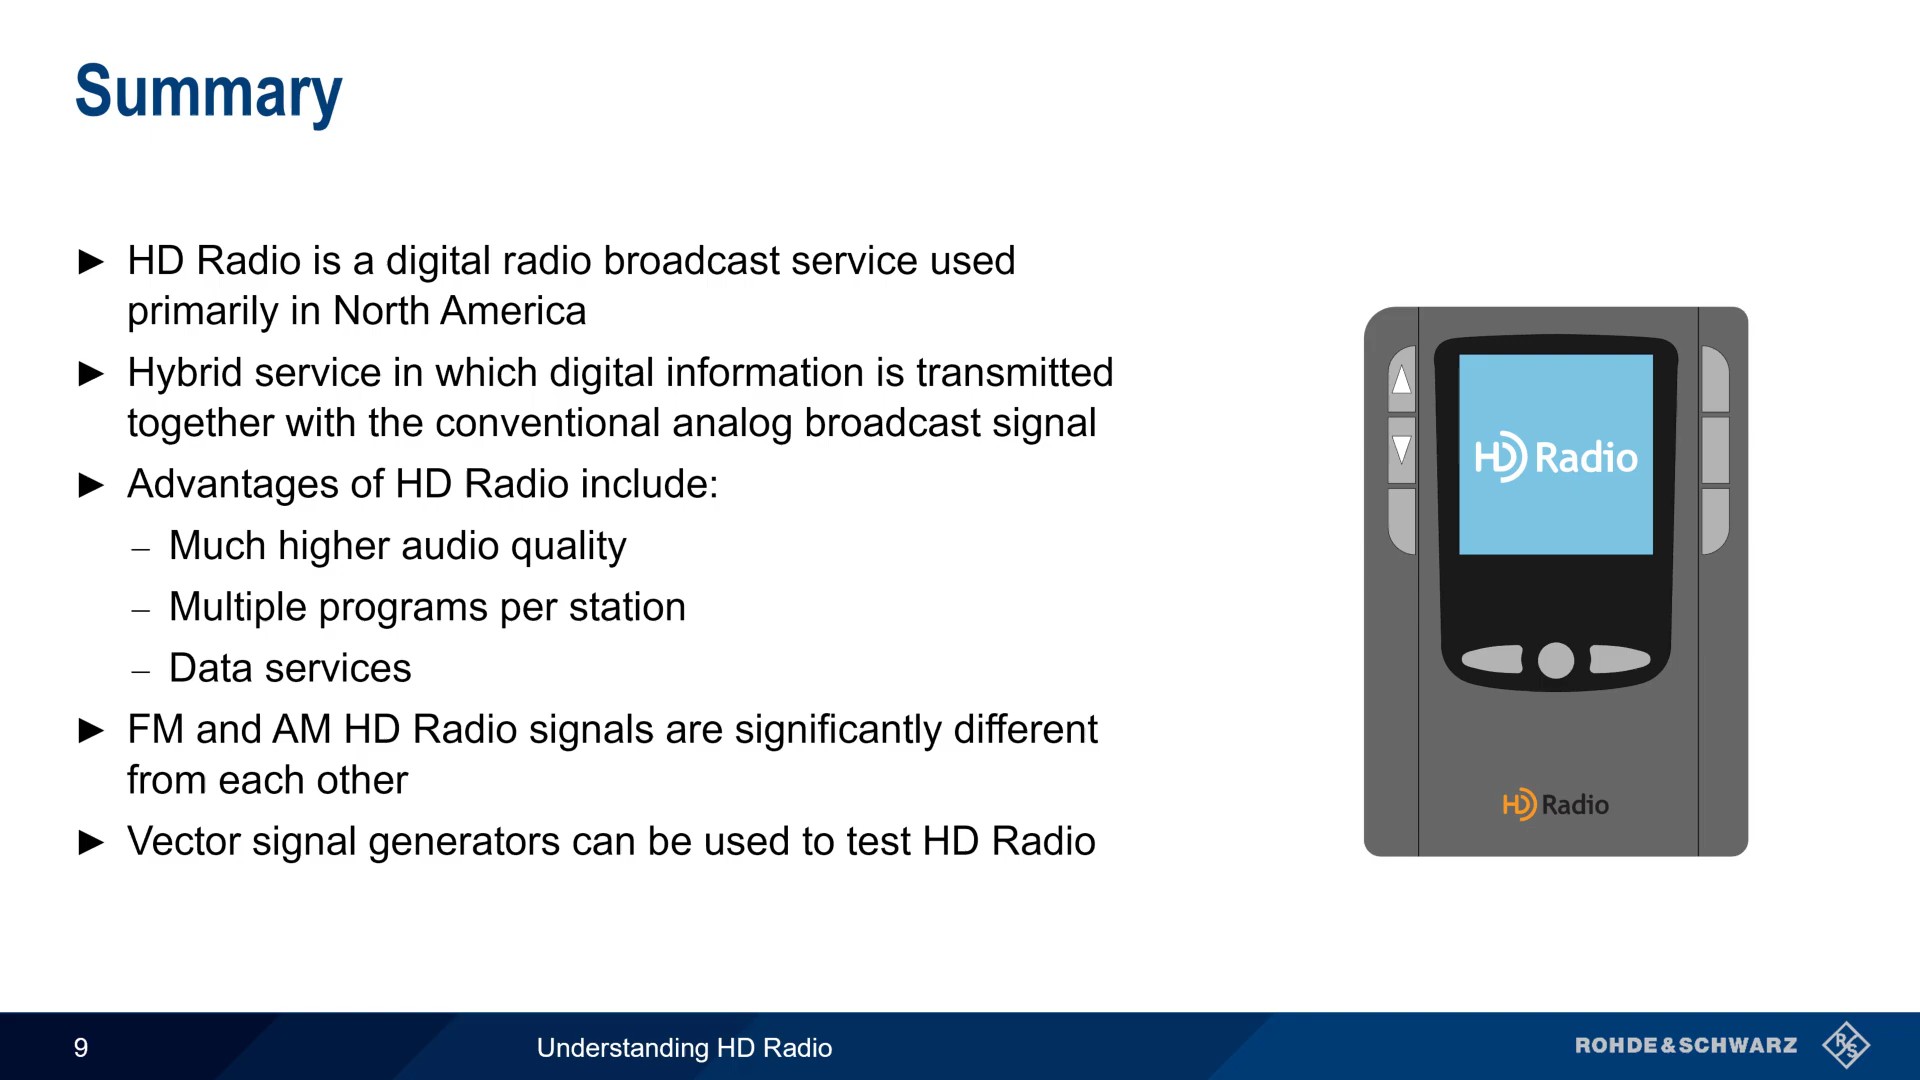 Summary
► HD Radio is a digital radio broadcast service used
primarily in North America
► Hybrid service in which digital information is transmitted
together with the conventional analog broadcast signal
► Advantages of HD Radio include:
– Much higher audio quality
– Multiple programs per station
– Data services
► FM and AM HD Radio signals are significantly different
from each other
► Vector signal generators can be used to test HD Radio
HD Radio
HD Radio
9
Understanding HD Radio
ROHDE&SCHWARZ
R&S